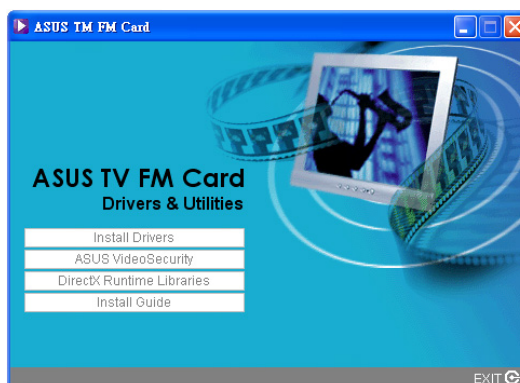 ASUS TM FM Card
ASUS TV FM Card
Drivers & Utilities
Install Drivers
ASUS VideoSecurity
DirectX Runtime Libraries
Install Guide
EXIT